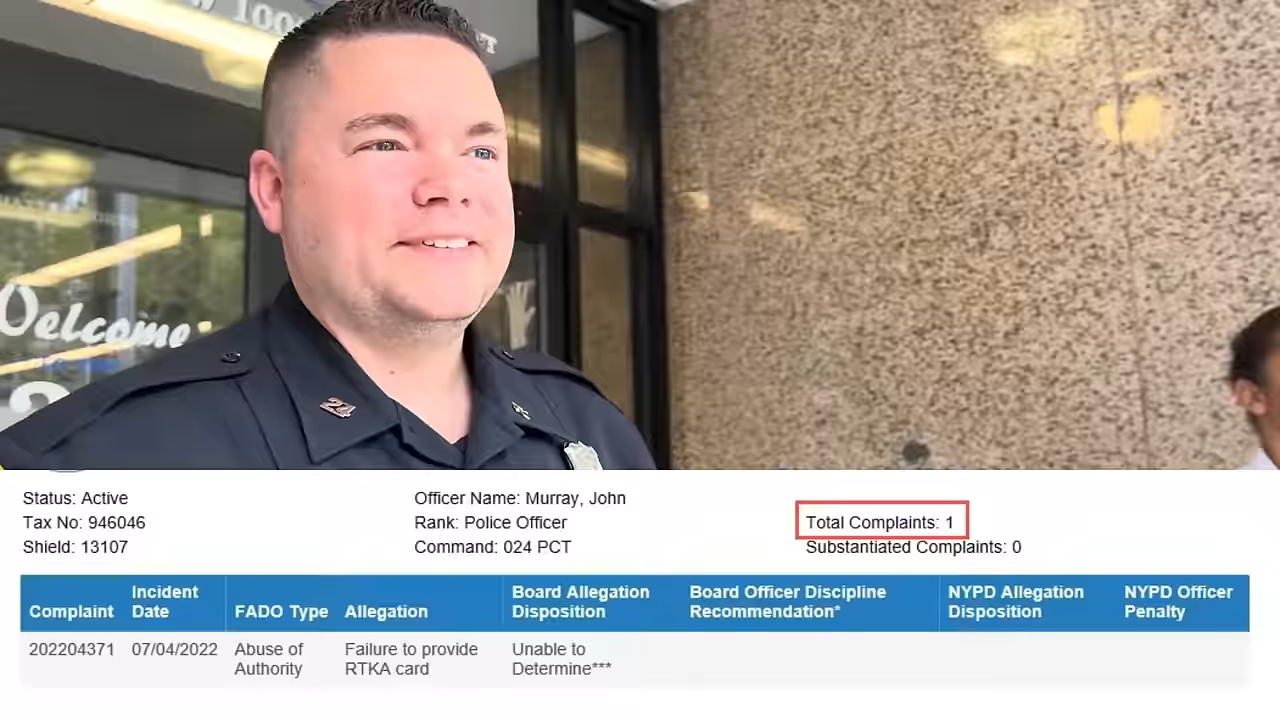 Welcome
24
Status: Active
Officer Name: Murray, John
Total Complaints: 1
Tax No: 946046
Rank: Police Officer
Shield: 13107
Command: 024 PCT
Substantiated Complaints: 0
Complaint
Incident
Date
FADO Type
Allegation
Board Allegation
Disposition
Board Officer Discipline
Recommendation*
NYPD Allegation
Disposition
NYPD Officer
Penalty
202204371
07/04/2022
Abuse of
Authority
Failure to provide
RTKA card
Unable to
Determine***